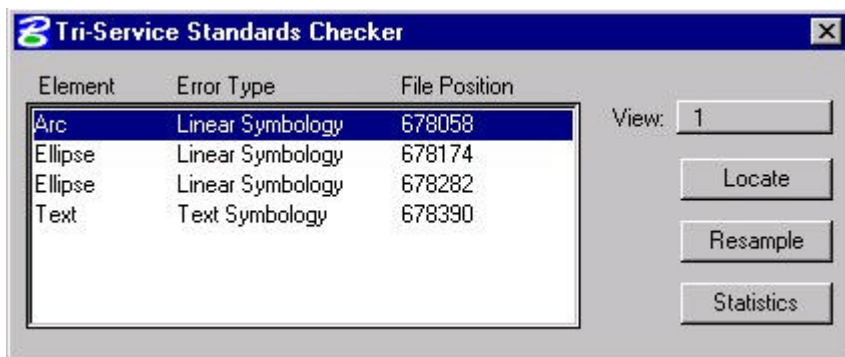 Tri-Service Standards Checker
Element Error Type File Position
Arc Linear Symbology 678058
Ellipse Linear Symbology 678174
Ellipse Linear Symbology 678282
Text Text Symbology 678390
View: 1
Locate
Resample
Statistics